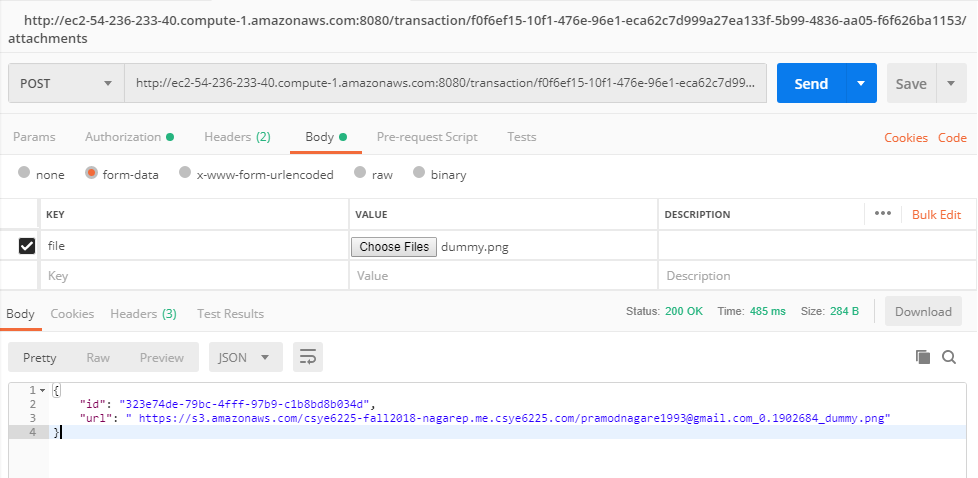 http://ec2-54-236-233-40.compute-1.amazonaws.com:8080/transaction/f0f6ef15-10f1-476e-96e1-eca62c7d999a27ea133f-5b99-4836-aa05-f6f626ba1153/
attachments
POST http://ec2-54-236-233-40.compute-1.amazonaws.com:8080/transaction/f0f6ef15-10f1-476e-96e1-eca62c7d99... Send Save
Params Authorization Headers (2) Body Pre-request Script Tests Cookies Code
none form-data x-www-form-urlencoded raw binary
KEY VALUE DESCRIPTION ••• Bulk Edit
file Choose Files dummy.png
Key Value Description
Body Cookies Headers (3) Test Results Status: 200 OK Time: 485 ms Size: 284 B Download
Pretty Raw Preview JSON
1 {
2 "id": "323e74de-79bc-4fff-97b9-c1b8bd8b034d",
3 "url": " https://s3.amazonaws.com/csye6225-fall2018-nagarep.me.csye6225.com/pramodnagare1993@gmail.com_0.1902684_dummy.png"
4 }